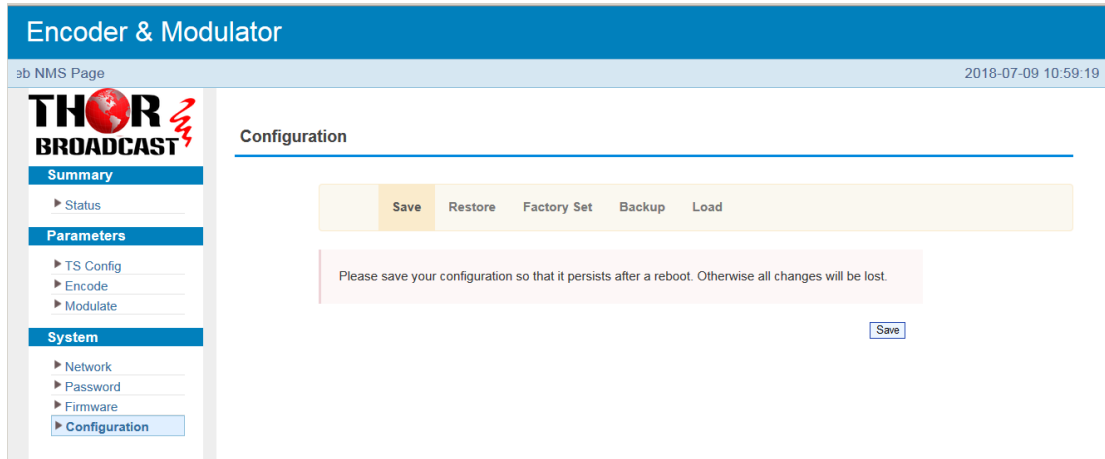 Encoder & Modulator
eb NMS Page 2018-07-09 10:59:19
THOR
BROADCAST
Configuration
Summary
Status
Parameters
TS Config
Encode
Modulate
System
Network
Password
Firmware
Configuration
Save Restore Factory Set Backup Load
Please save your configuration so that it persists after a reboot. Otherwise all changes will be lost.
Save